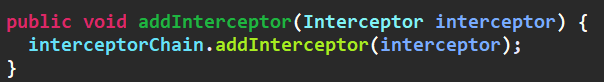 public void addInterceptor(Interceptor interceptor) {
  interceptorChain.addInterceptor(interceptor);
}